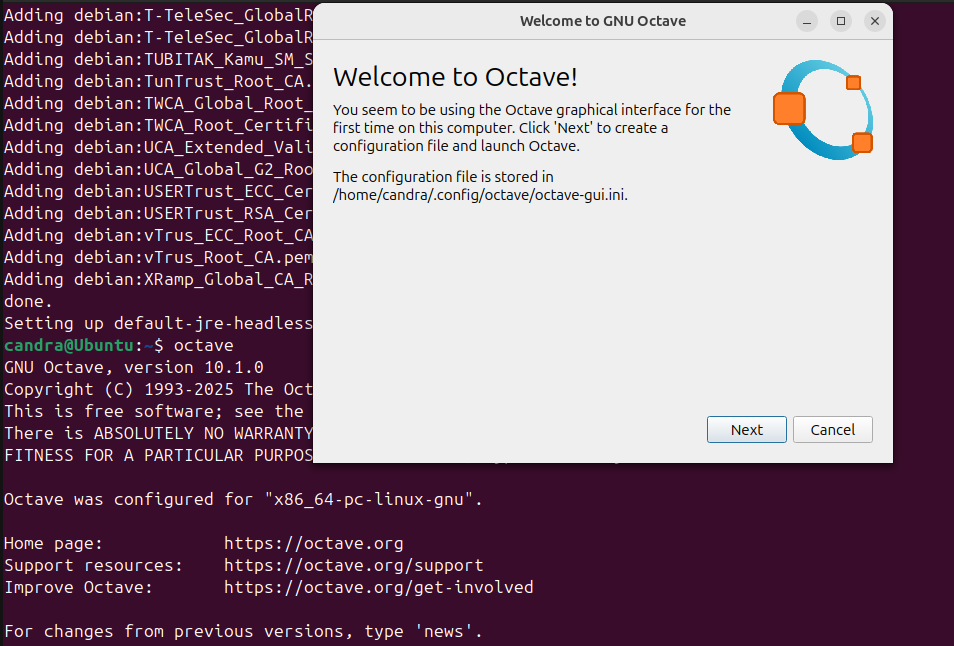 Adding debian:T-TeleSec_GlobalR
Adding debian:T-TeleSec_GlobalR
Adding debian:TUBITAK_Kamu_SM_S
Adding debian:TunTrust_Root_CA.
Adding debian:TWCA_Global_Root_
Adding debian:TWCA_Root_Certifi
Adding debian:UCA_Extended_Vali
Adding debian:UCA_Global_G2_Roo
Adding debian:USERTrust_ECC_Cer
Adding debian:USERTrust_RSA_Cer
Adding debian:vTrus_ECC_Root_CA
Adding debian:vTrus_Root_CA.pem
Adding debian:XRamp_Global_CA_R
done.
Setting up default-jre-headless
candra@Ubuntu:~$ octave
GNU Octave, version 10.1.0
Copyright (C) 1993-2025 The Oct
This is free software; see the
There is ABSOLUTELY NO WARRANTY
FITNESS FOR A PARTICULAR PURPOS
Octave was configured for "x86_64-pc-linux-gnu".
Home page: https://octave.org
Support resources: https://octave.org/support
Improve Octave: https://octave.org/get-involved
For changes from previous versions, type 'news'.
Welcome to GNU Octave
Welcome to Octave!
You seem to be using the Octave graphical interface for the
first time on this computer. Click 'Next' to create a
configuration file and launch Octave.
The configuration file is stored in
/home/candra/.config/octave/octave-gui.ini.
Next
Cancel